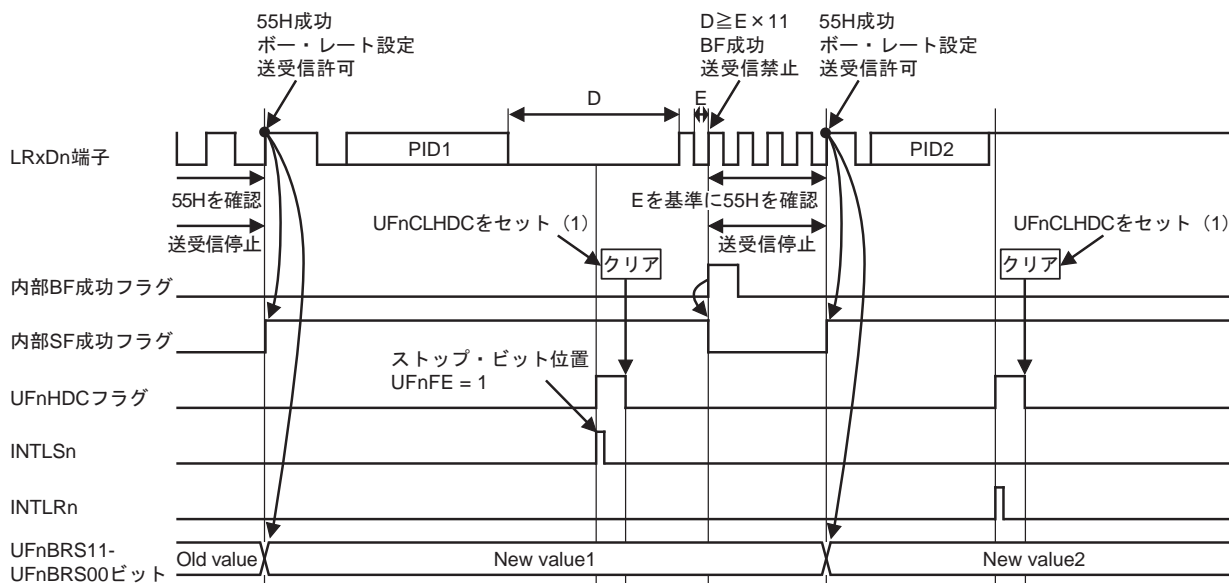 55H成功
ボー・レート設定
送受信許可
D≧E×11
BF成功
送受信禁止
55H成功
ボー・レート設定
送受信許可
D
E
LRxDn端子
PID1
PID2
55Hを確認
Eを基準に55Hを確認
送受信停止
送受信停止
UFnCLHDCをセット（1）
UFnCLHDCをセット（1）
クリア
クリア
内部BF成功フラグ
内部SF成功フラグ
ストップ・ビット位置
UFnFE = 1
UFnHDCフラグ
INTLSn
INTLRn
UFnBRS11-
UFnBRS00ビット
Old value
New value1
New value2